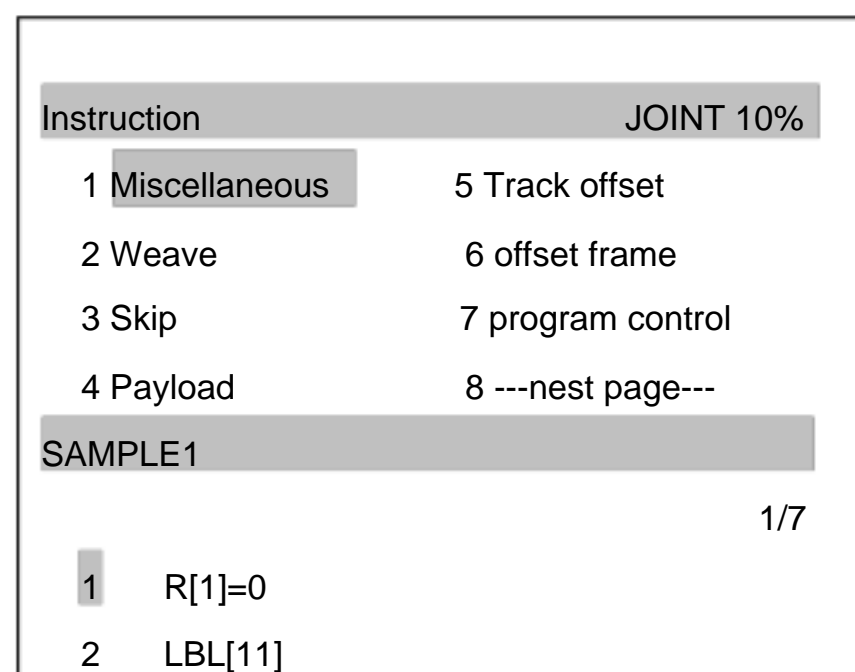 Instruction JOINT 10%
1 Miscellaneous 5 Track offset
2 Weave 6 offset frame
3 Skip 7 program control
4 Payload 8 ---nest page---
SAMPLE1
1/7
1 R[1]=0
2 LBL[11]